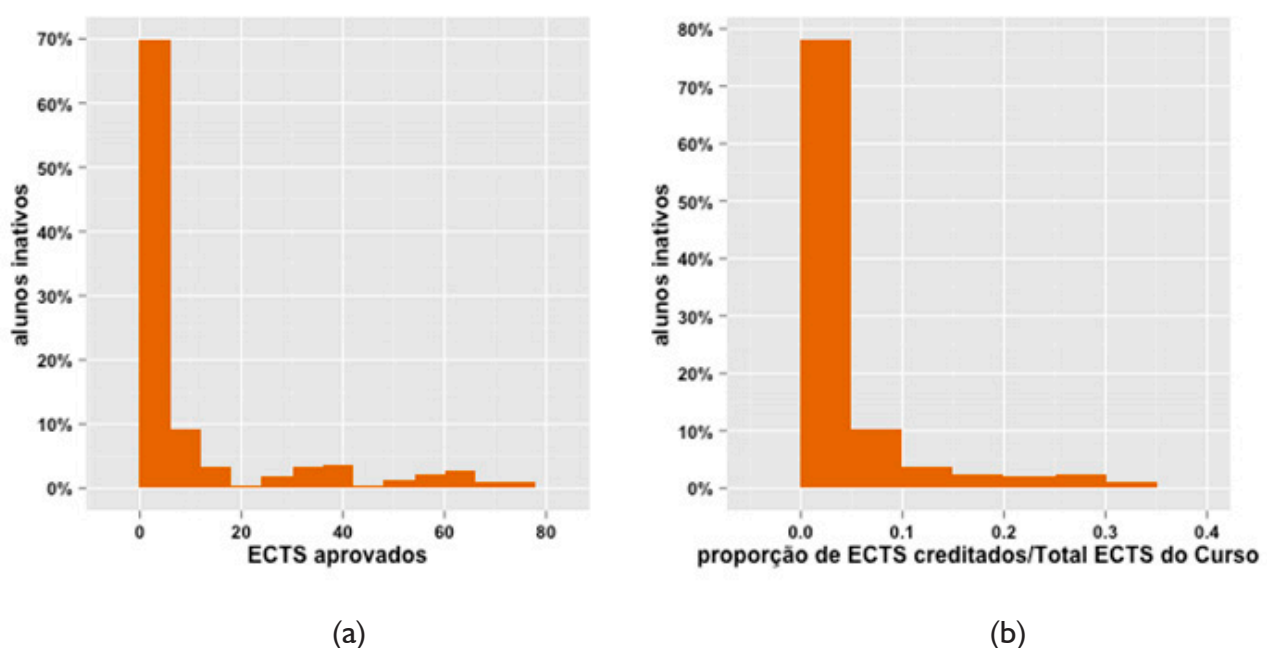 70%
60%
50%
40%
30%
20%
10%
0%
alunos inativos
0 20 40 60 80
ECTS aprovados
(a)
80%
70%
60%
50%
40%
30%
20%
10%
0%
alunos inativos
0.0 0.1 0.2 0.3 0.4
proporção de ECTS creditados/Total ECTS do Curso
(b)